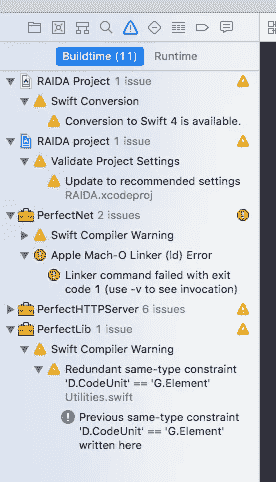 Buildtime (11) Runtime
RAIDA Project 1 issue
Swift Conversion
Conversion to Swift 4 is available.
RAIDA project 1 issue
Validate Project Settings
Update to recommended settings
RAIDA.xcodeproj
PerfectNet 2 issues
Swift Compiler Warning
Apple Mach-O Linker (ld) Error
Linker command failed with exit
code 1 (use -v to see invocation)
PerfectHTTPServer 6 issues
PerfectLib 1 issue
Swift Compiler Warning
Redundant same-type constraint
'D.CodeUnit' == 'G.Element'
Utilities.swift
Previous same-type constraint
'D.CodeUnit' == 'G.Element'
written here